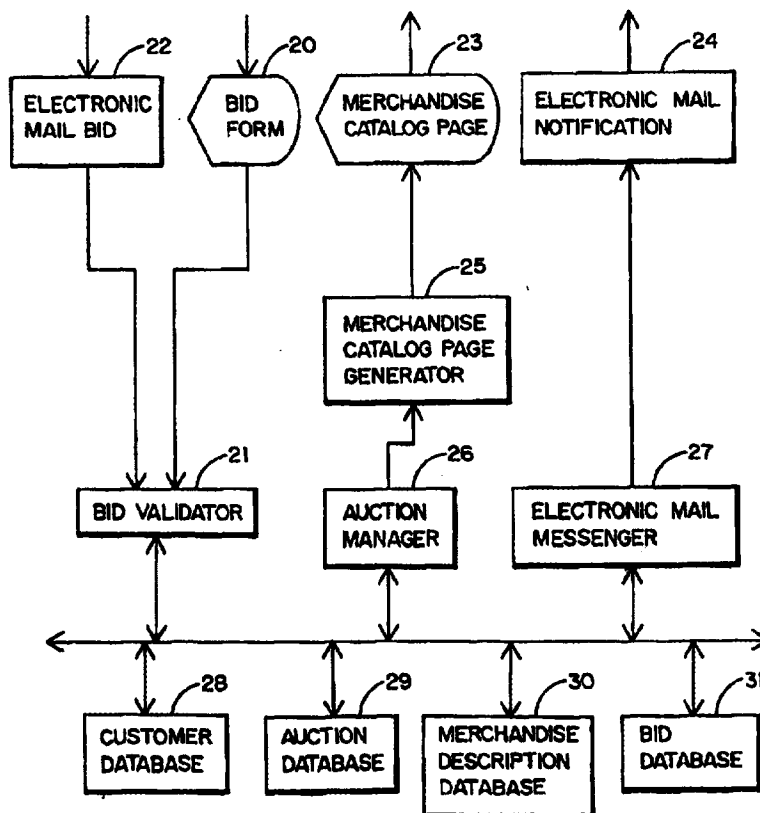 22
20
23
24
ELECTRONIC
MAIL BID
BID
FORM
MERCHANDISE
CATALOG PAGE
ELECTRONIC MAIL
NOTIFICATION
25
MERCHANDISE
CATALOG PAGE
GENERATOR
21
26
27
BID VALIDATOR
AUCTION
MANAGER
ELECTRONIC MAIL
MESSENGER
28
29
30
31
CUSTOMER
DATABASE
AUCTION
DATABASE
MERCHANDISE
DESCRIPTION
DATABASE
BID
DATABASE